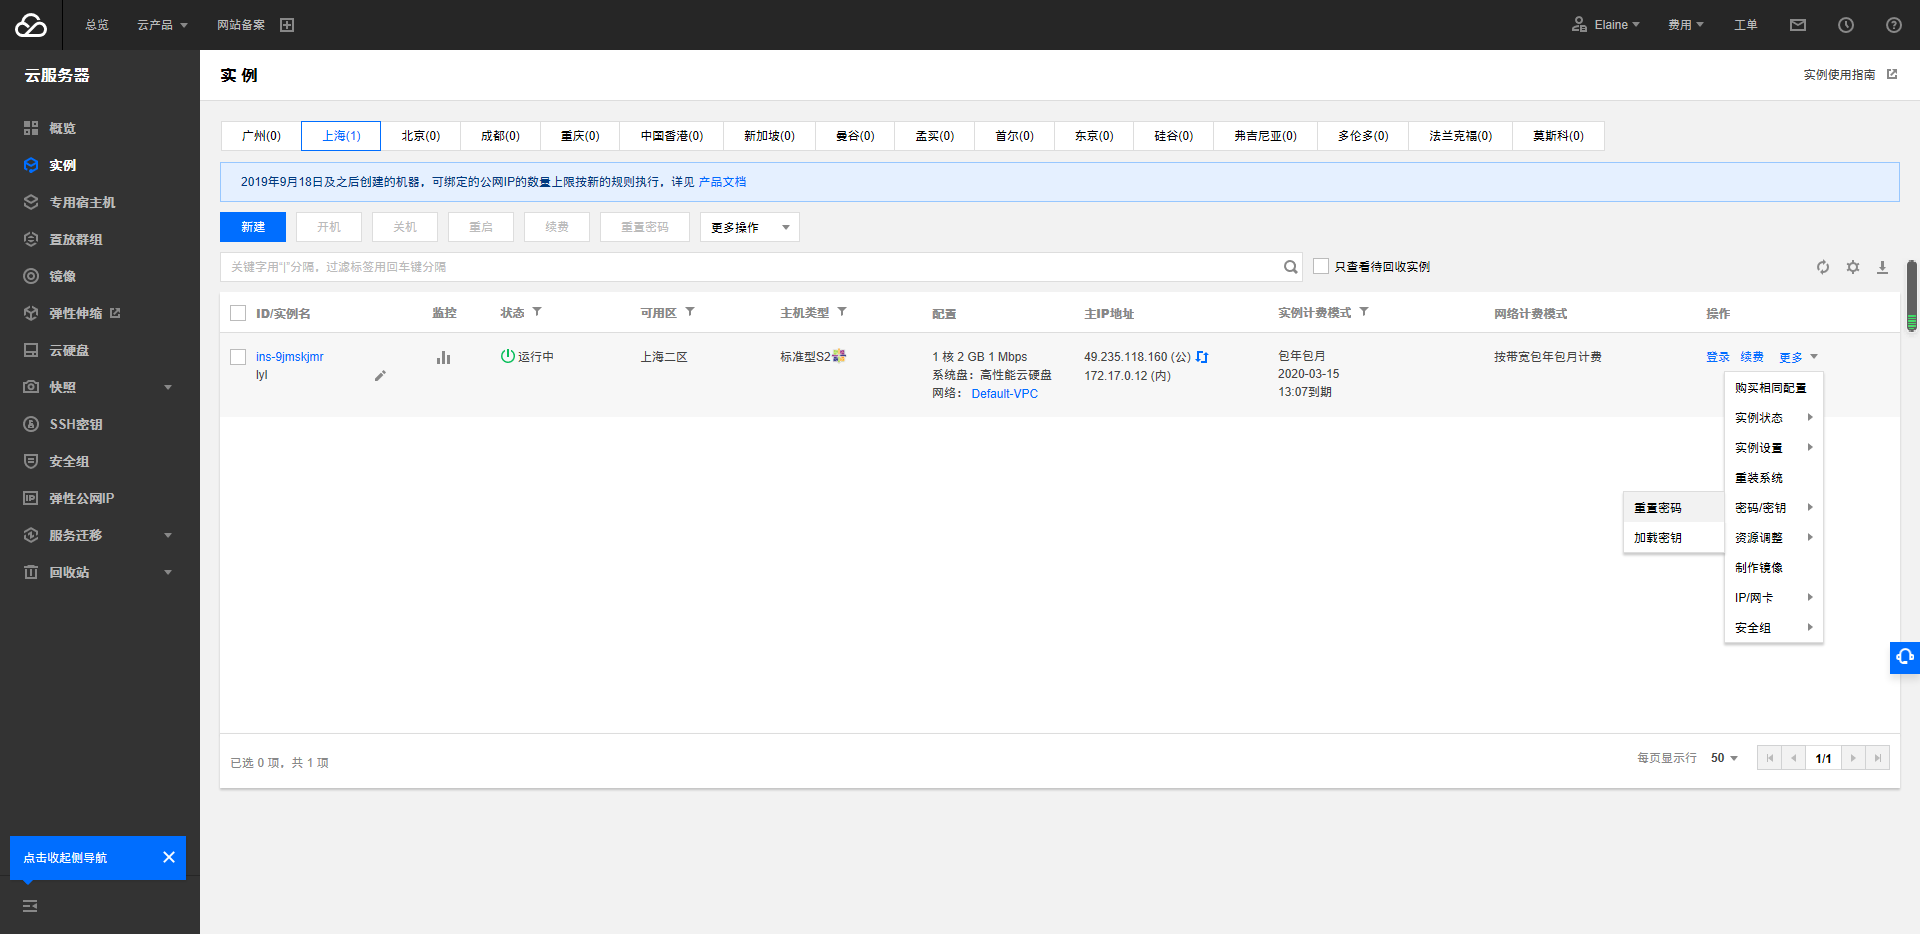 总览 云产品 网站备案 Elaine 费用 工单
云服务器
概览
实例
专用宿主机
置放群组
镜像
弹性伸缩
云硬盘
快照
SSH密钥
安全组
弹性公网IP
服务迁移
回收站
点击收起侧导航
实例 实例使用指南
广州(0) 上海(1) 北京(0) 成都(0) 重庆(0) 中国香港(0) 新加坡(0) 曼谷(0) 孟买(0) 首尔(0) 东京(0) 硅谷(0) 弗吉尼亚(0) 多伦多(0) 法兰克福(0) 莫斯科(0)
2019年9月18日及之后创建的机器，可绑定的公网IP的数量上限按新的规则执行，详见 产品文档
新建 开机 关机 重启 续费 重置密码 更多操作
关键字用“|”分隔，过滤标签用回车键分隔 只查看待回收实例
ID/实例名 监控 状态 可用区 主机类型 配置 主IP地址 实例计费模式 网络计费模式 操作
ins-9jmskjmr 运行中 上海二区 标准型S2 1 核 2 GB 1 Mbps 49.235.118.160 (公) 包年包月 按带宽包年包月计费 登录 续费 更多
lyl 系统盘：高性能云硬盘 172.17.0.12 (内) 2020-03-15
网络： Default-VPC 13:07到期
购买相同配置
实例状态
实例设置
重装系统
密码/密钥
资源调整
制作镜像
IP/网卡
安全组
重置密码
加载密钥
已选 0 项，共 1 项 每页显示行 50 1/1